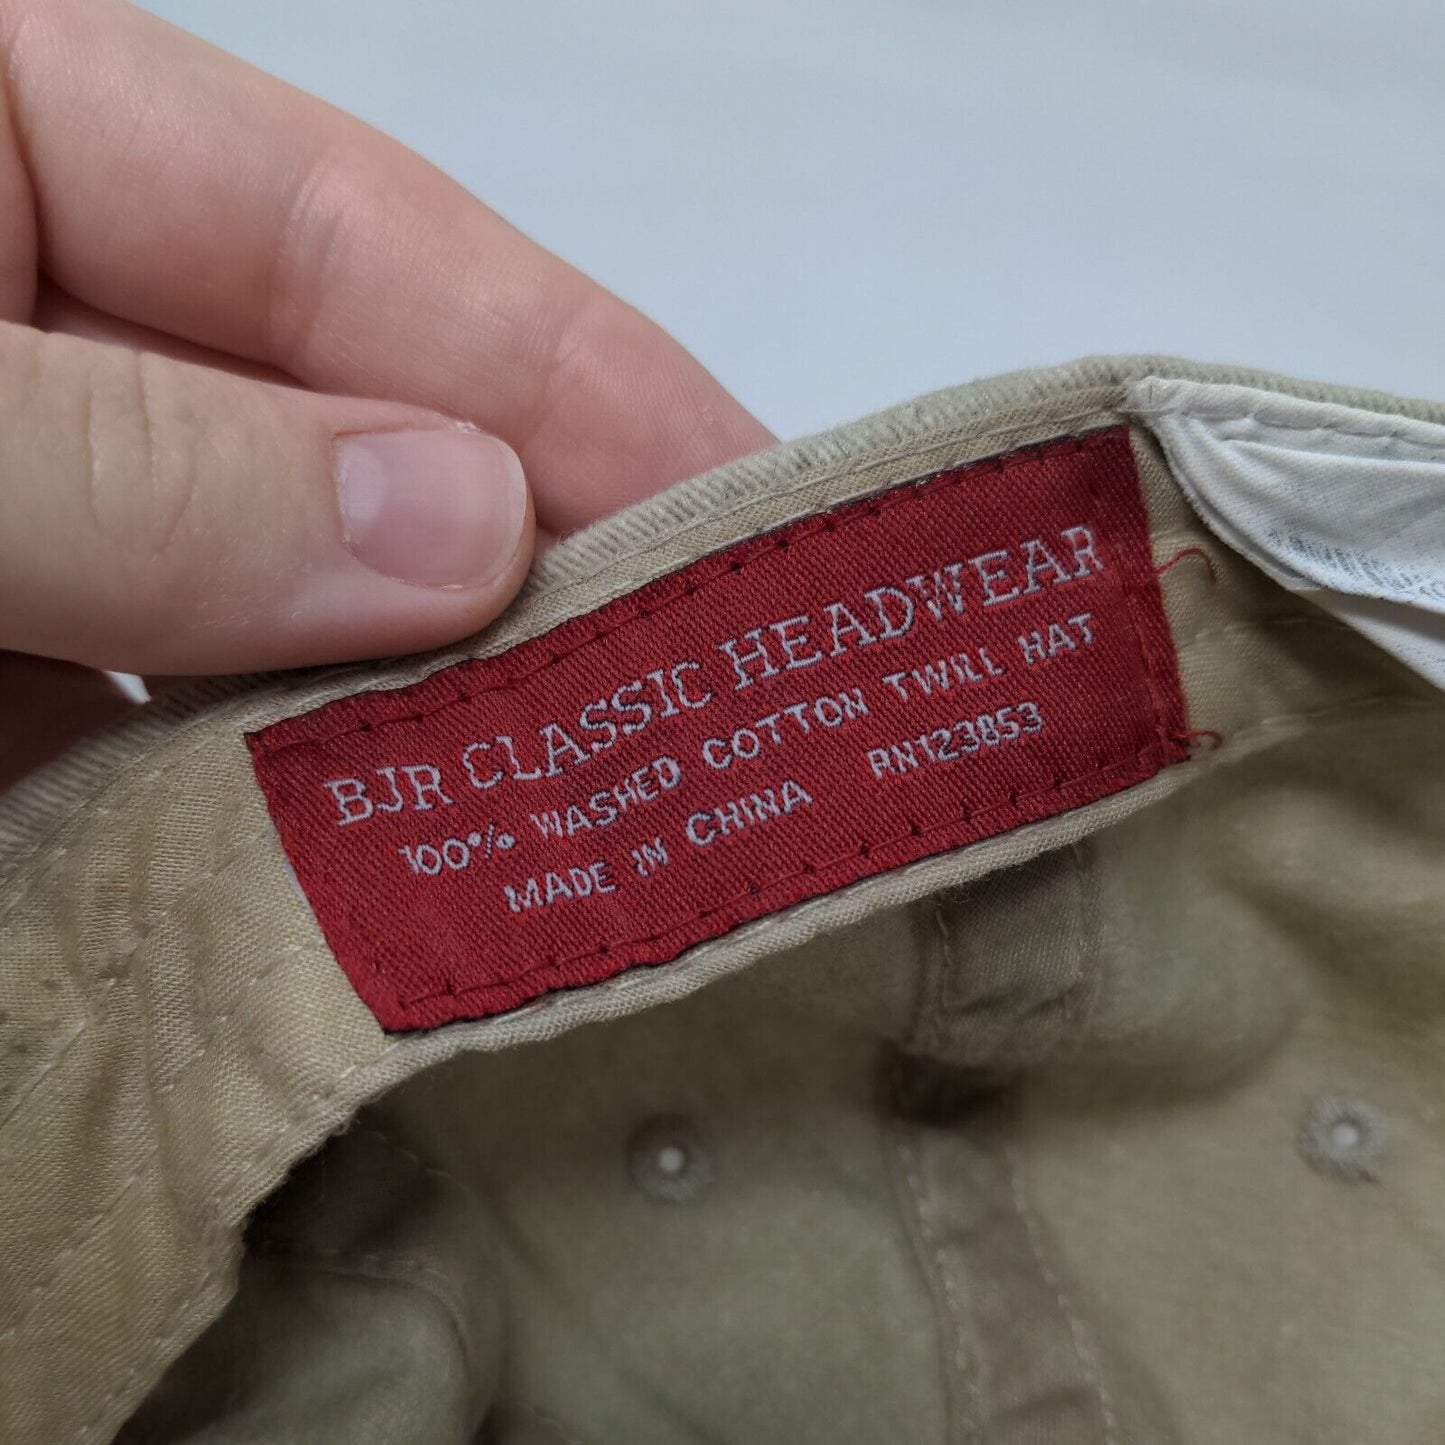 BJR CLASSIC HEADWEAR
100% WASHED COTTON TWILL HAT
MADE IN CHINA RN123853